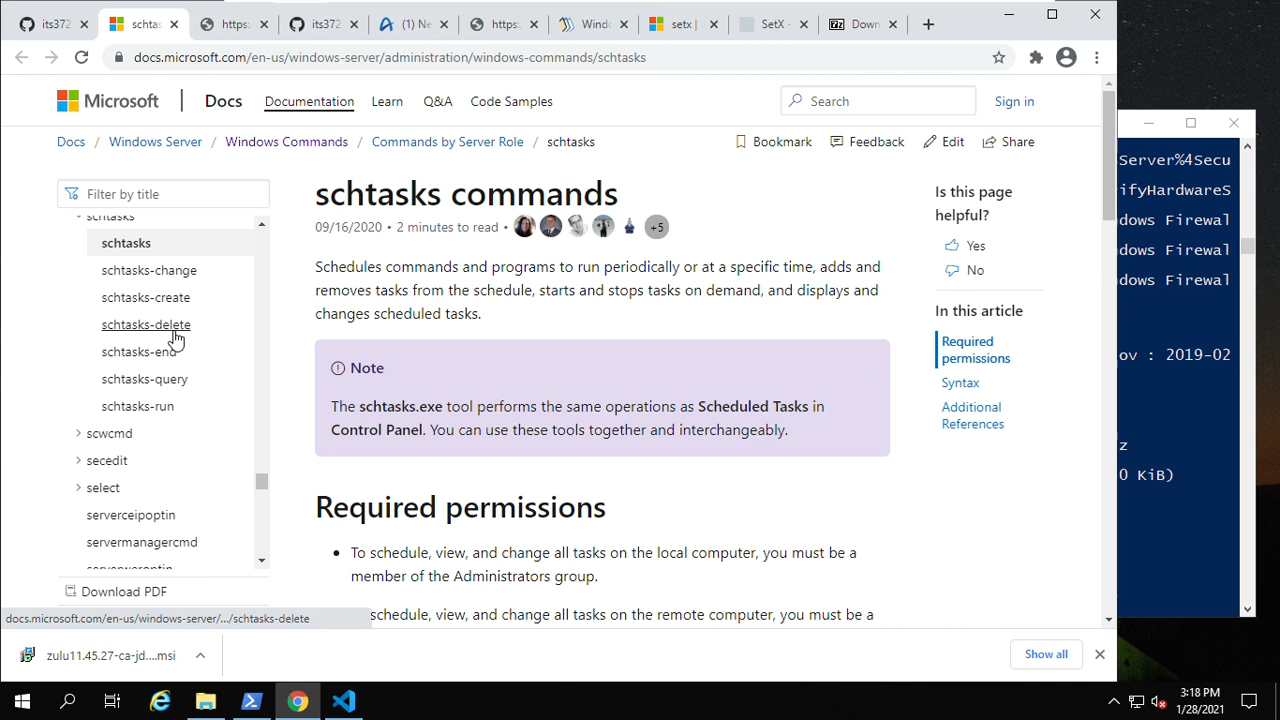 its372
schtas
https:
its372
(1) Ne
https:
Windo
setx |
SetX -
Down
docs.microsoft.com/en-us/windows-server/administration/windows-commands/schtasks
Microsoft
Docs
Documentation
Learn
Q&A
Code Samples
Search
Sign in
Docs / Windows Server / Windows Commands / Commands by Server Role / schtasks
Bookmark
Feedback
Edit
Share
Filter by title
schtasks
schtasks
schtasks-change
schtasks-create
schtasks-delete
schtasks-end
schtasks-query
schtasks-run
scwcmd
secedit
select
serverceipoptin
servermanagercmd
serverweroptin
Download PDF
schtasks commands
09/16/2020 • 2 minutes to read •
+5
Schedules commands and programs to run periodically or at a specific time, adds and
removes tasks from the schedule, starts and stops tasks on demand, and displays and
changes scheduled tasks.
Note
The schtasks.exe tool performs the same operations as Scheduled Tasks in
Control Panel. You can use these tools together and interchangeably.
Required permissions
• To schedule, view, and change all tasks on the local computer, you must be a
member of the Administrators group.
schedule, view, and change all tasks on the remote computer, you must be a
Is this page
helpful?
Yes
No
In this article
Required
permissions
Syntax
Additional
References
docs.microsoft.com/en-us/windows-server/.../schtasks-delete
zulu11.45.27-ca-jd....msi
Show all
Server%4Secu
ifyHardwareS
dows Firewal
dows Firewal
dows Firewal
ov : 2019-02
z
0 KiB)
3:18 PM
1/28/2021